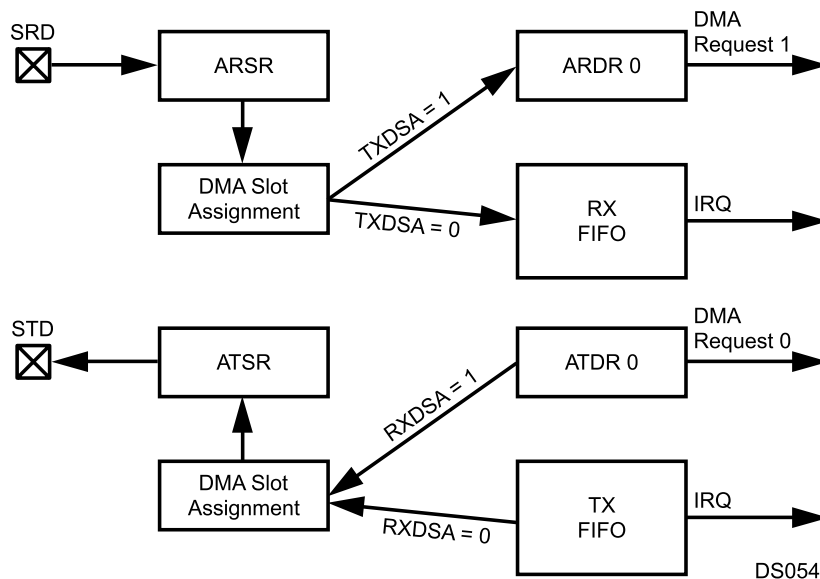 SRD
ARSR
ARDR 0
DMA
Request 1
TXDSA = 1
DMA Slot
Assignment
TXDSA = 0
RX
FIFO
IRQ
STD
ATSR
ATDR 0
DMA
Request 0
RXDSA = 1
DMA Slot
Assignment
RXDSA = 0
TX
FIFO
IRQ
DS054